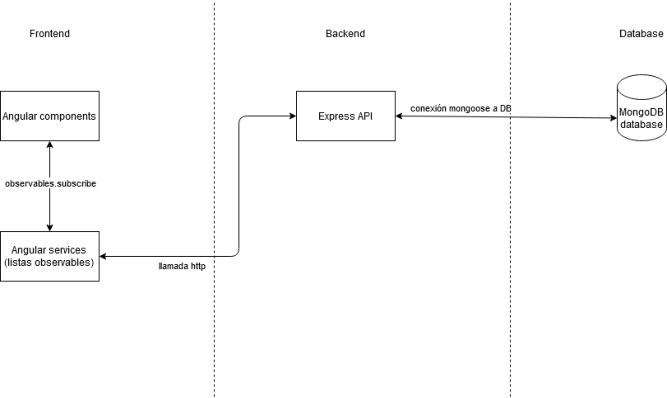 Frontend
Backend
Database
Angular components
Express API
conexión mongoose a DB
MongoDB
database
observables.subscribe
Angular services
(listas observables)
llamada http